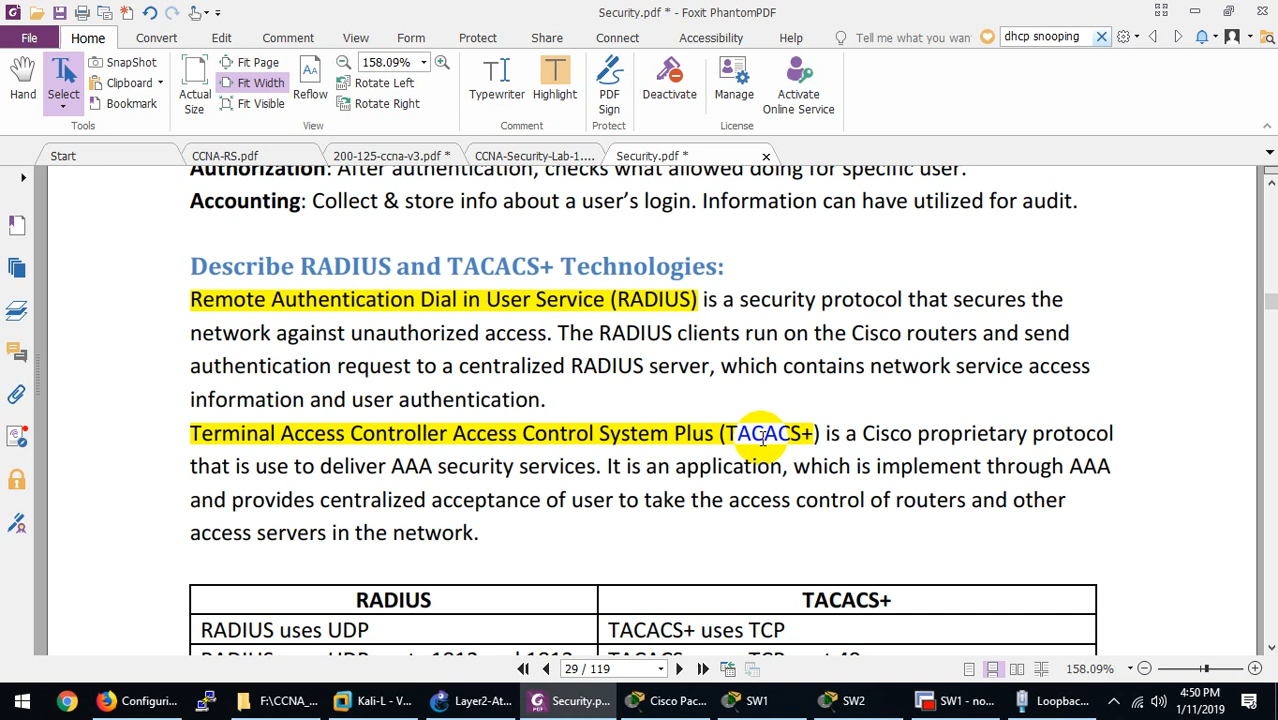 Security.pdf * - Foxit PhantomPDF
File Home Convert Edit Comment View Form Protect Share Connect Accessibility Help Tell me what you want dhcp snooping
Hand
Select
SnapShot
Clipboard
Bookmark
Tools
Actual Size
Fit Page
Fit Width
Fit Visible
Reflow
158.09%
Rotate Left
Rotate Right
View
Typewriter
Highlight
Comment
PDF Sign
Protect
Deactivate
Manage
Activate Online Service
License
Start CCNA-RS.pdf 200-125-ccna-v3.pdf * CCNA-Security-Lab-1.... Security.pdf *
Authorization: After authentication, checks what allowed doing for specific user.
Accounting: Collect & store info about a user's login. Information can have utilized for audit.
Describe RADIUS and TACACS+ Technologies:
Remote Authentication Dial in User Service (RADIUS) is a security protocol that secures the
network against unauthorized access. The RADIUS clients run on the Cisco routers and send
authentication request to a centralized RADIUS server, which contains network service access
information and user authentication.
Terminal Access Controller Access Control System Plus (TACACS+) is a Cisco proprietary protocol
that is use to deliver AAA security services. It is an application, which is implement through AAA
and provides centralized acceptance of user to take the access control of routers and other
access servers in the network.
RADIUS TACACS+
RADIUS uses UDP TACACS+ uses TCP
29 / 119 158.09%
Configuri... F:\CCNA_... Kali-L - V... Layer2-At... Security.p... Cisco Pac... SW1 SW2 SW1 - no... Loopbac...
4:50 PM
1/11/2019